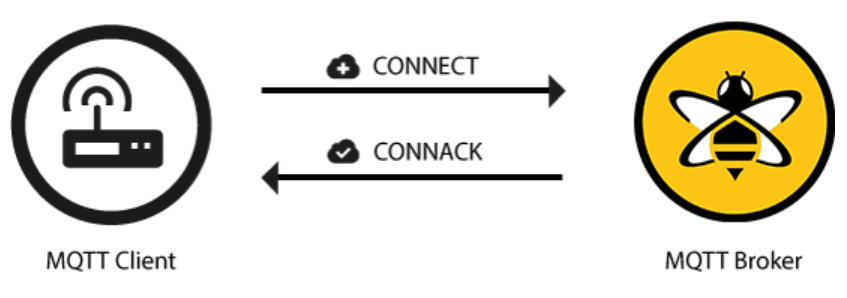 CONNECT
CONNACK
MQTT Client
MQTT Broker